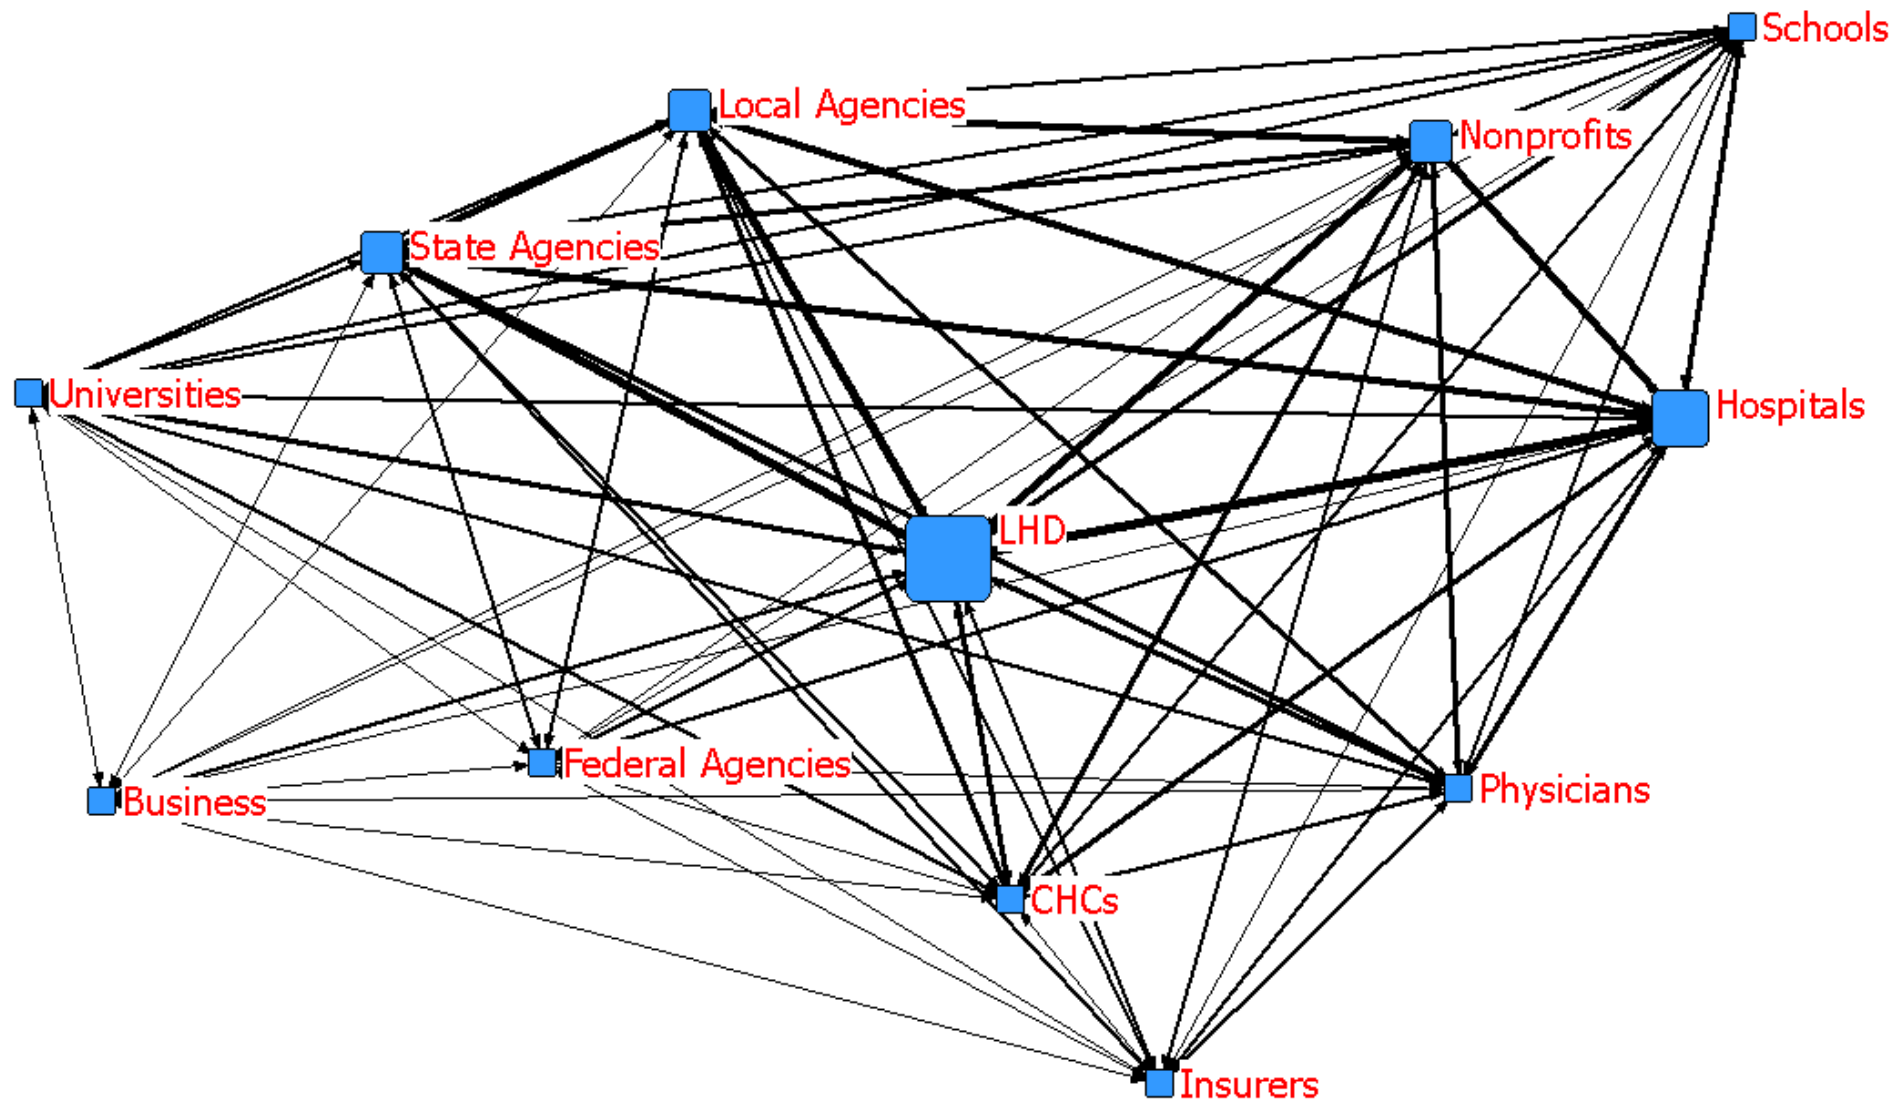 Schools
Local Agencies
Nonprofits
State Agencies
Universities
Hospitals
LHD
Federal Agencies
Business
Physicians
CHCs
Insurers